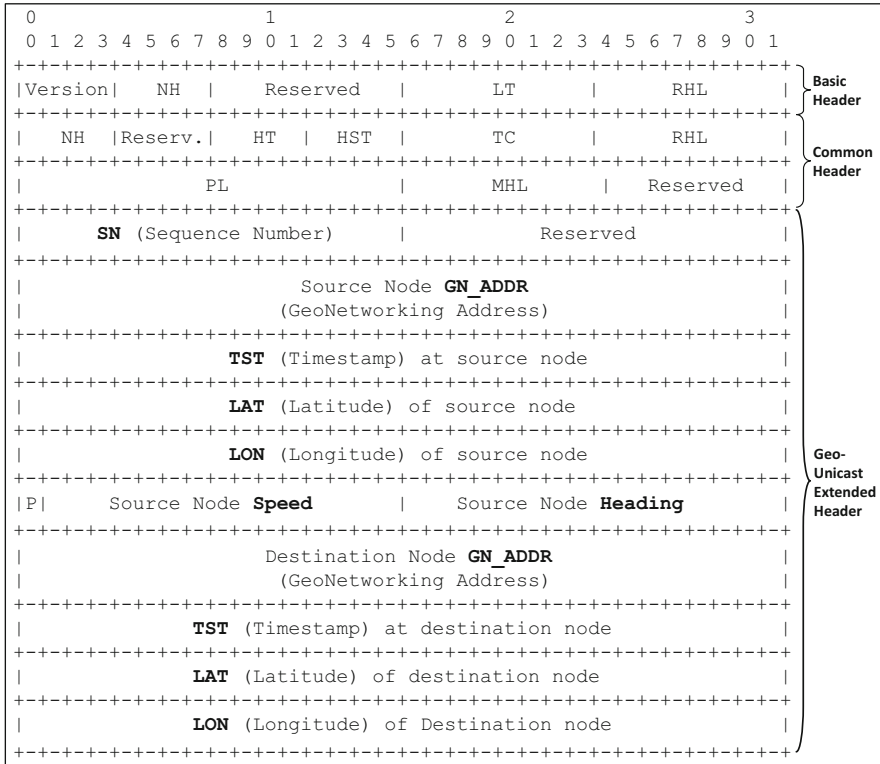 0                   1                   2                   3
 0 1 2 3 4 5 6 7 8 9 0 1 2 3 4 5 6 7 8 9 0 1 2 3 4 5 6 7 8 9 0 1
+-+-+-+-+-+-+-+-+-+-+-+-+-+-+-+-+-+-+-+-+-+-+-+-+-+-+-+-+-+-+-+-+
|Version|   NH  |    Reserved   |       LT      |      RHL      |
Basic Header
+-+-+-+-+-+-+-+-+-+-+-+-+-+-+-+-+-+-+-+-+-+-+-+-+-+-+-+-+-+-+-+-+
|   NH  |Reserv.|   HT  |  HST  |       TC      |      RHL      |
+-+-+-+-+-+-+-+-+-+-+-+-+-+-+-+-+-+-+-+-+-+-+-+-+-+-+-+-+-+-+-+-+
Common Header
|               PL              |       MHL      |   Reserved   |
+-+-+-+-+-+-+-+-+-+-+-+-+-+-+-+-+-+-+-+-+-+-+-+-+-+-+-+-+-+-+-+-+
|      SN (Sequence Number)     |           Reserved            |
+-+-+-+-+-+-+-+-+-+-+-+-+-+-+-+-+-+-+-+-+-+-+-+-+-+-+-+-+-+-+-+-+
|                       Source Node GN_ADDR                     |
|                     (GeoNetworking Address)                   |
+-+-+-+-+-+-+-+-+-+-+-+-+-+-+-+-+-+-+-+-+-+-+-+-+-+-+-+-+-+-+-+-+
|                 TST (Timestamp) at source node                |
+-+-+-+-+-+-+-+-+-+-+-+-+-+-+-+-+-+-+-+-+-+-+-+-+-+-+-+-+-+-+-+-+
|                 LAT (Latitude) of source node                 |
+-+-+-+-+-+-+-+-+-+-+-+-+-+-+-+-+-+-+-+-+-+-+-+-+-+-+-+-+-+-+-+-+
|                 LON (Longitude) of source node                |
+-+-+-+-+-+-+-+-+-+-+-+-+-+-+-+-+-+-+-+-+-+-+-+-+-+-+-+-+-+-+-+-+
Geo-Unicast Extended Header
|P|     Source Node Speed       |    Source Node Heading        |
+-+-+-+-+-+-+-+-+-+-+-+-+-+-+-+-+-+-+-+-+-+-+-+-+-+-+-+-+-+-+-+-+
|                    Destination Node GN_ADDR                   |
|                     (GeoNetworking Address)                   |
+-+-+-+-+-+-+-+-+-+-+-+-+-+-+-+-+-+-+-+-+-+-+-+-+-+-+-+-+-+-+-+-+
|              TST (Timestamp) at destination node              |
+-+-+-+-+-+-+-+-+-+-+-+-+-+-+-+-+-+-+-+-+-+-+-+-+-+-+-+-+-+-+-+-+
|              LAT (Latitude) of destination node               |
+-+-+-+-+-+-+-+-+-+-+-+-+-+-+-+-+-+-+-+-+-+-+-+-+-+-+-+-+-+-+-+-+
|              LON (Longitude) of Destination node              |
+-+-+-+-+-+-+-+-+-+-+-+-+-+-+-+-+-+-+-+-+-+-+-+-+-+-+-+-+-+-+-+-+